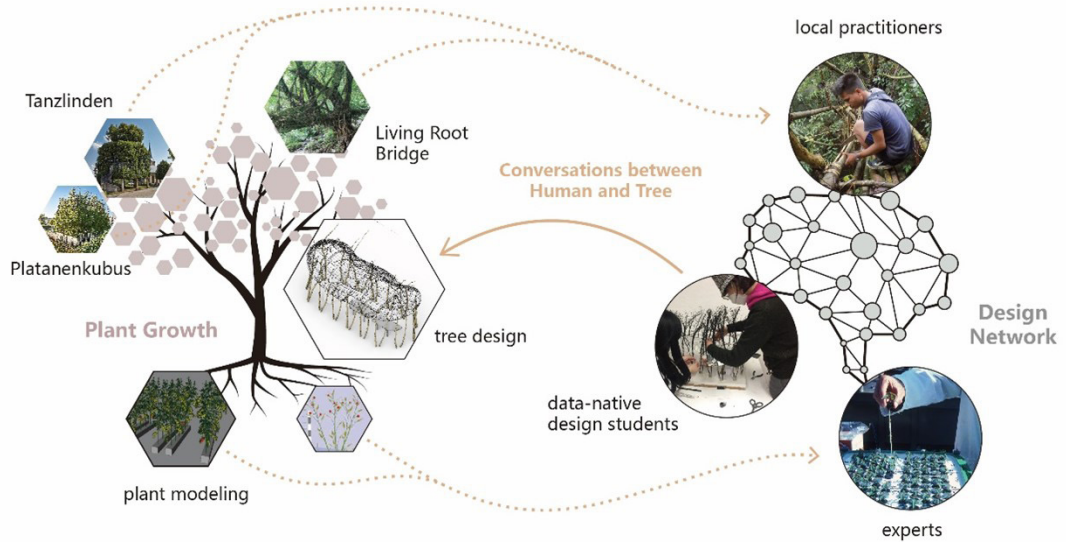 local practitioners
Tanzlinden
Living Root
Bridge
Conversations between
Human and Tree
Platanenkubus
Plant Growth
tree design
Design
Network
data-native
design students
plant modeling
experts